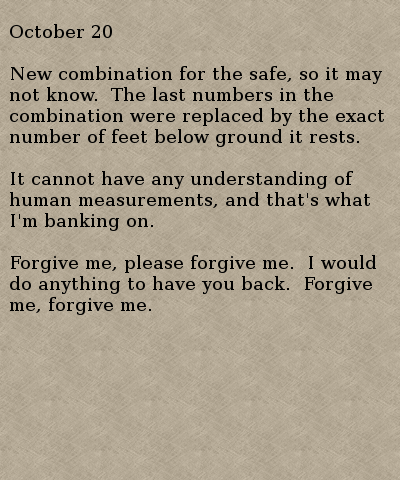 October 20
New combination for the safe, so it may
not know.  The last numbers in the
combination were replaced by the exact
number of feet below ground it rests.
It cannot have any understanding of
human measurements, and that's what
I'm banking on.
Forgive me, please forgive me.  I would
do anything to have you back.  Forgive
me, forgive me.